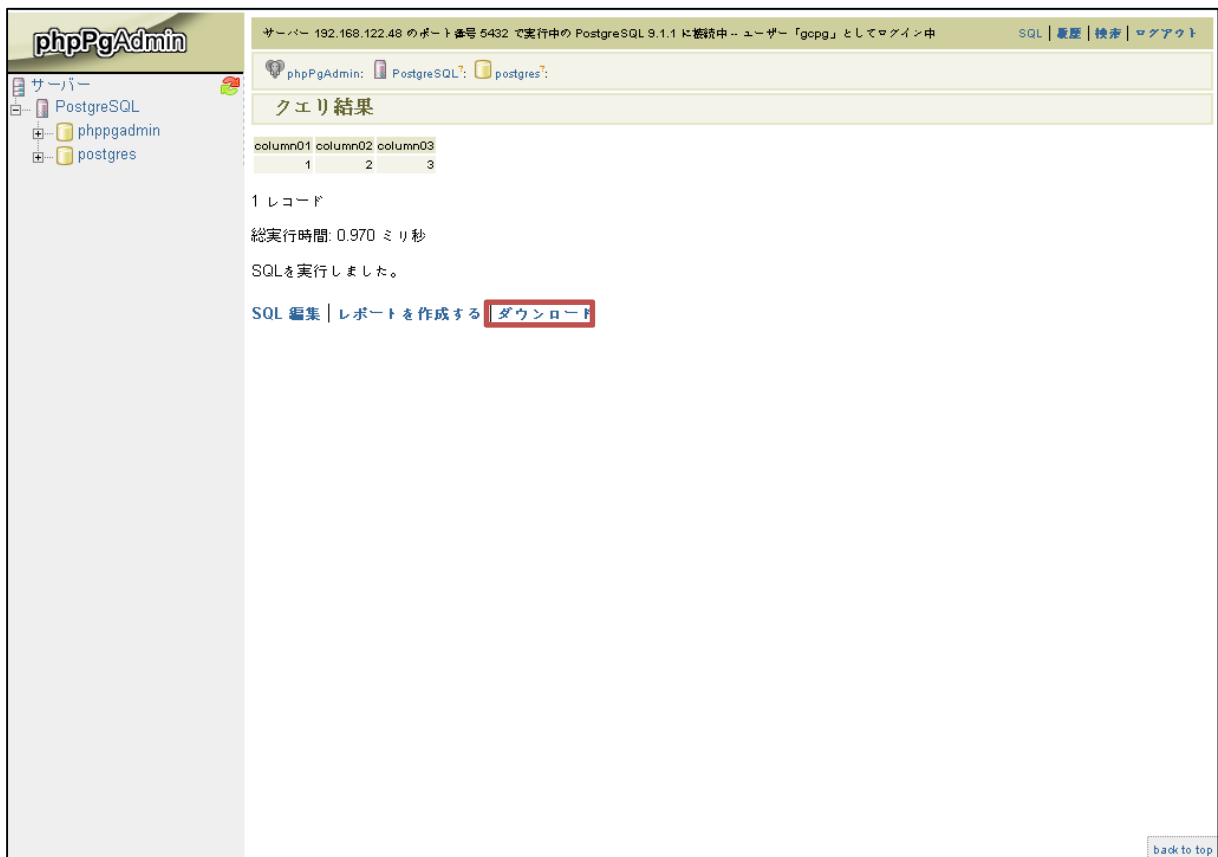 phpPgAdmin
サーバー
PostgreSQL
phppgadmin
postgres
サーバー 192.168.122.48 のポート番号 5432 で実行中の PostgreSQL 9.1.1 に接続中 -- ユーザー「gcpg」としてログイン中
SQL | 履歴 | 検索 | ログアウト
phpPgAdmin: PostgreSQL?: postgres?:
クエリ結果
column01 column02 column03
1 2 3
1 レコード
総実行時間: 0.970 ミリ秒
SQLを実行しました。
SQL 編集 | レポートを作成する | ダウンロード
back to top